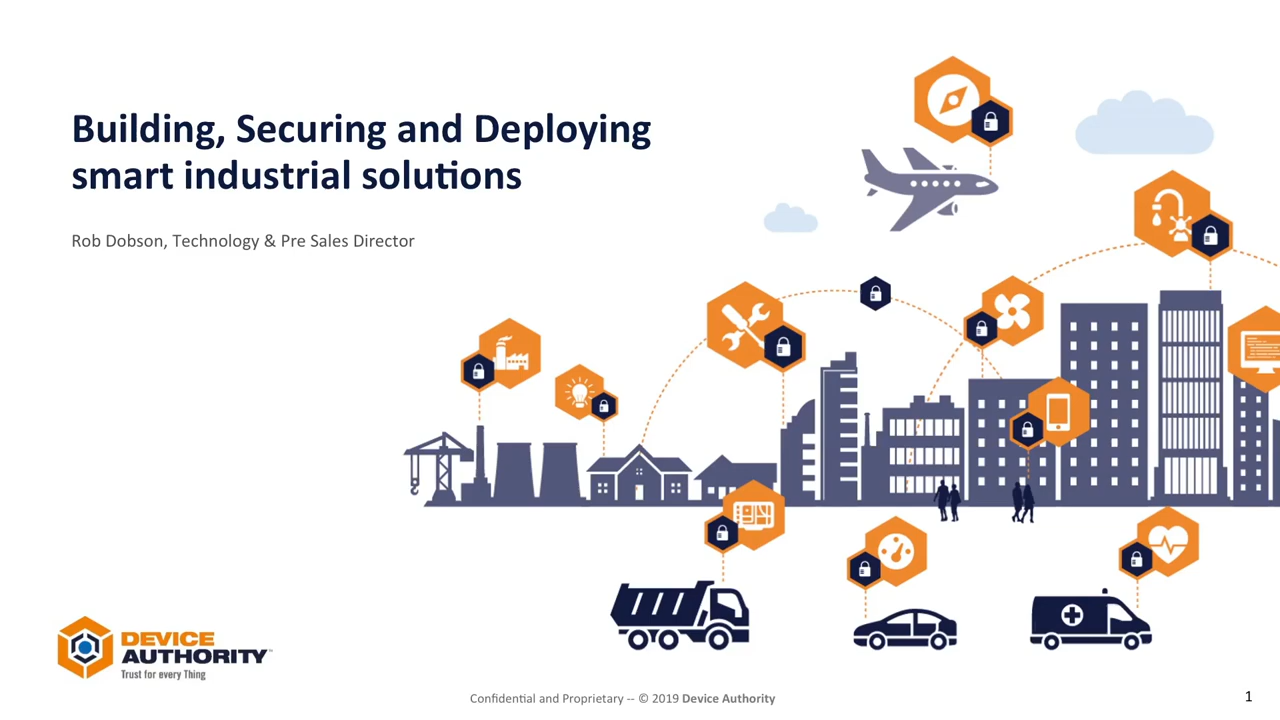 Building, Securing and Deploying
smart industrial solutions
Rob Dobson, Technology & Pre Sales Director
DEVICE
AUTHORITY™
Trust for every Thing
Confidential and Proprietary -- © 2019 Device Authority
1